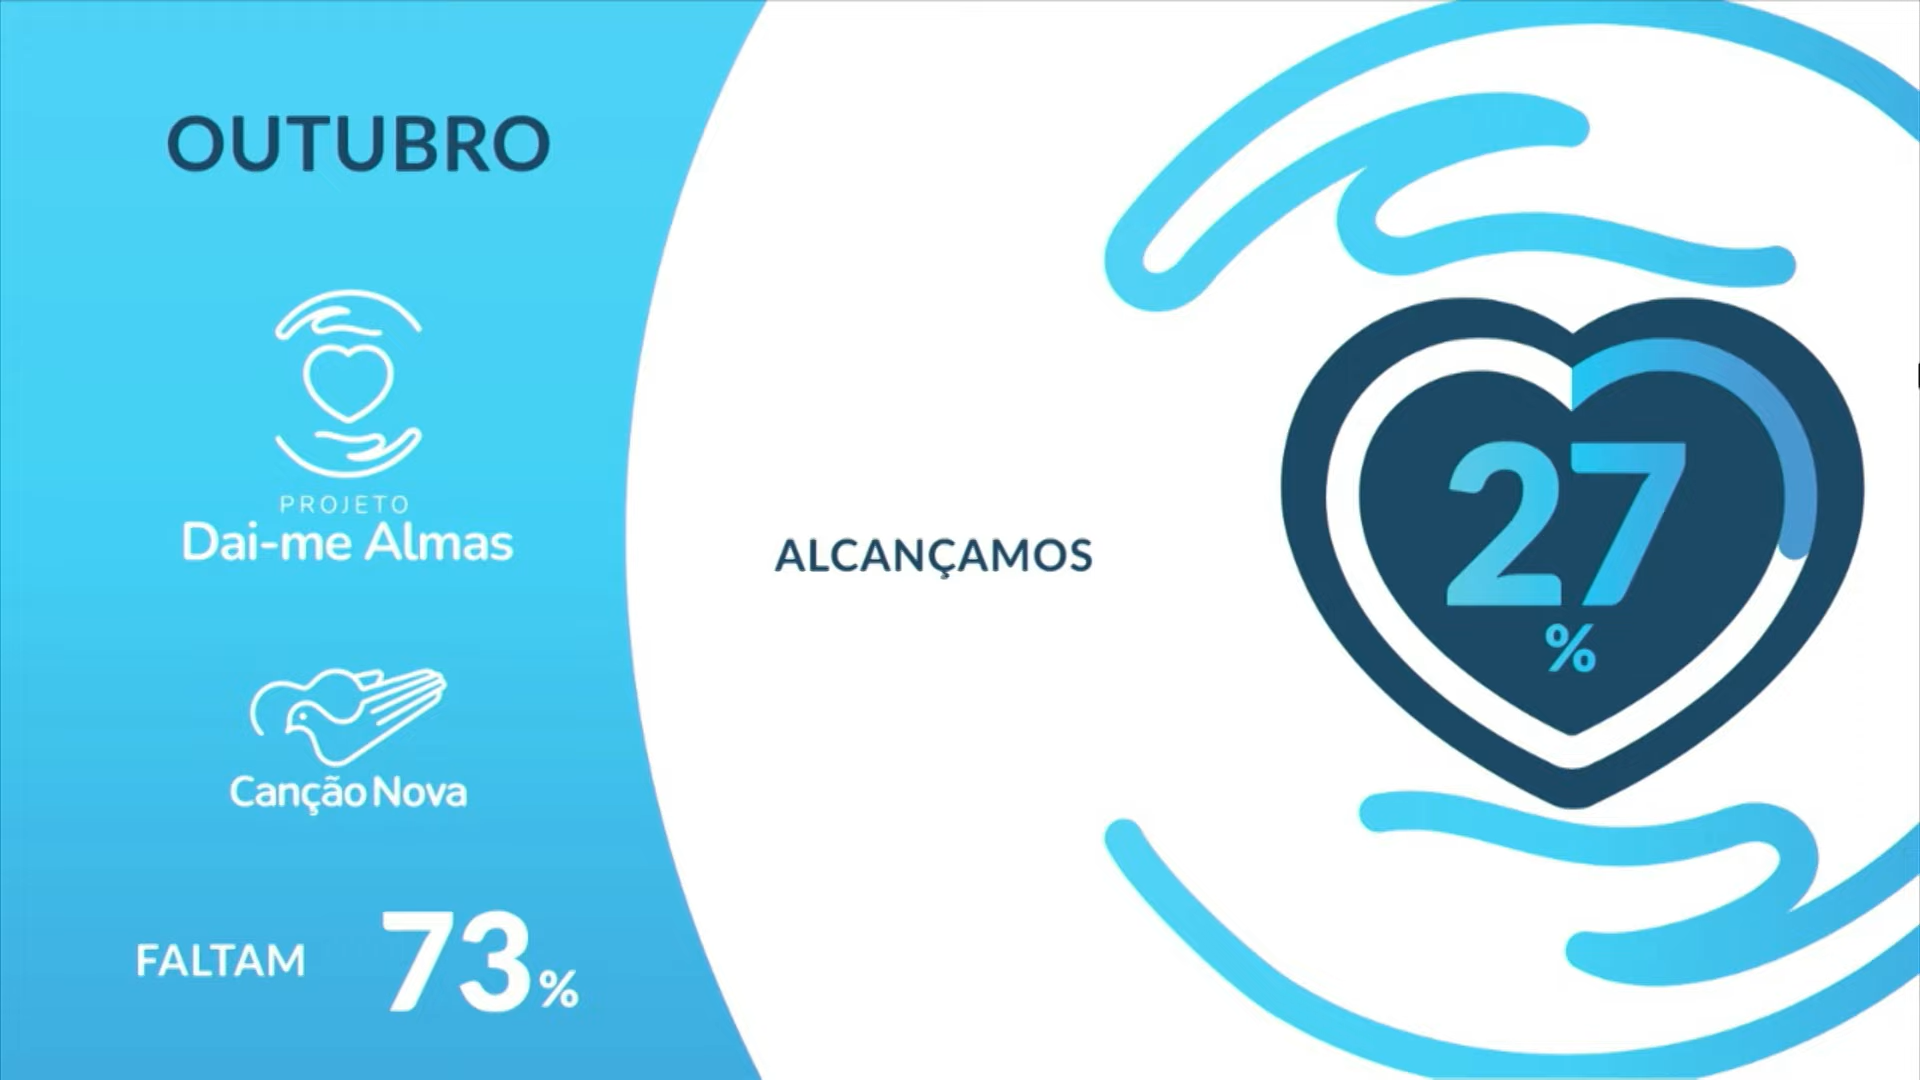 OUTUBRO
PROJETO
Dai-me Almas
Canção Nova
FALTAM 73%
ALCANÇAMOS
27
%